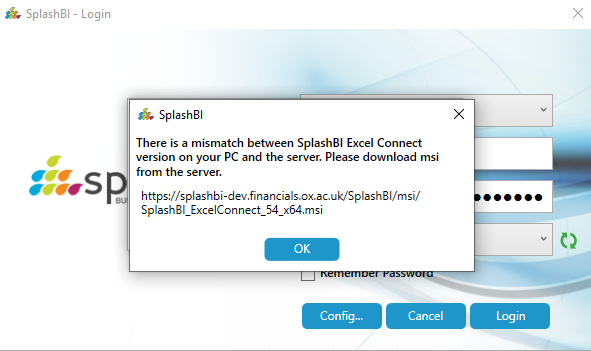 SplashBI - Login
SplashBI
There is a mismatch between SplashBI Excel Connect
version on your PC and the server. Please download msi
from the server.
https://splashbi-dev.financials.ox.ac.uk/SplashBI/msi/
SplashBI_ExcelConnect_54_x64.msi
OK
sp
BUS
Remember Password
Config...
Cancel
Login